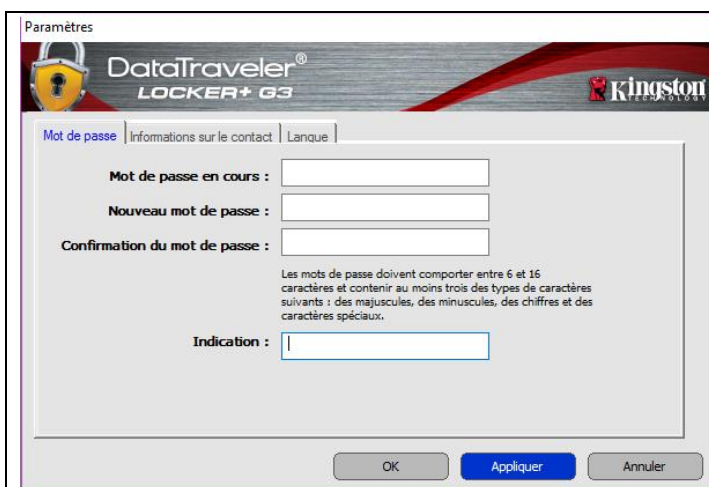 Paramètres
DataTraveler®
LOCKER+ G3
Kingston
TECHNOLOGY
Mot de passe
Informations sur le contact
Langue
Mot de passe en cours :
Nouveau mot de passe :
Confirmation du mot de passe :
Les mots de passe doivent comporter entre 6 et 16
caractères et contenir au moins trois des types de caractères
suivants : des majuscules, des minuscules, des chiffres et des
caractères spéciaux.
Indication :
OK
Appliquer
Annuler